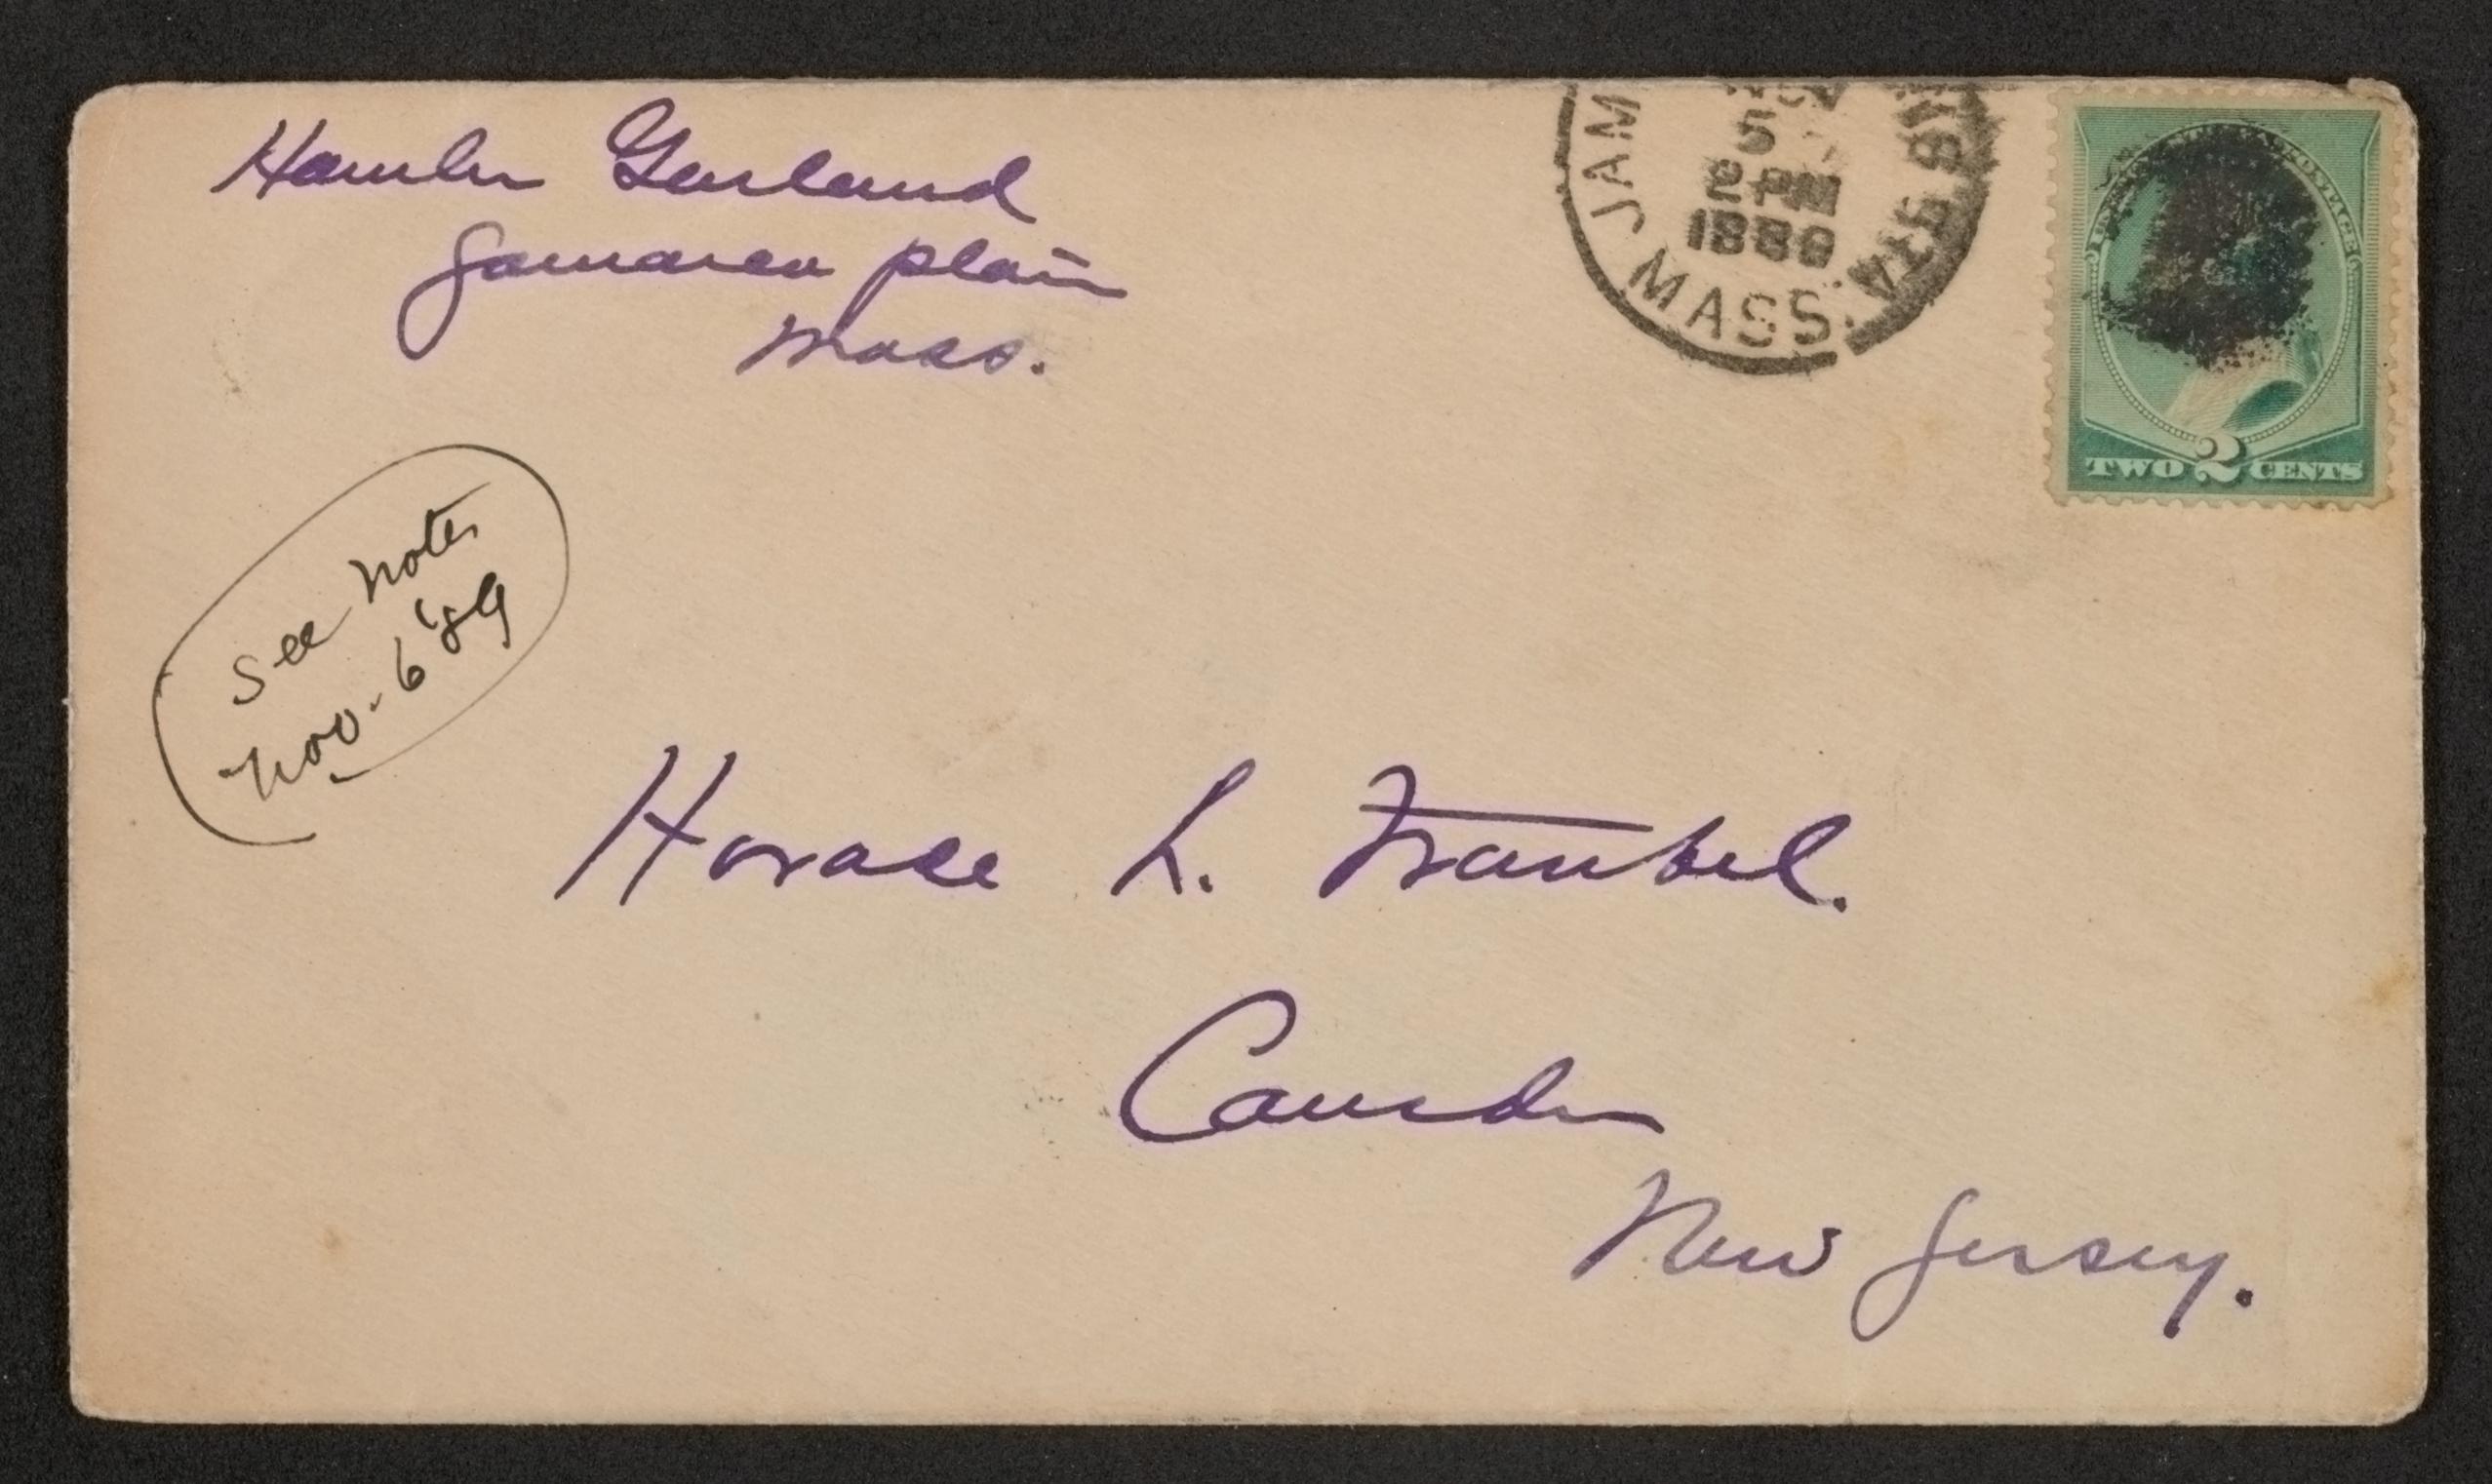 Hamlin Garland
Jamaica Plain
Mass.
NOV
5
2 PM
1889
JAM
MASS.
TWO 2 CENTS
See notes
Nov. 6 '89
Horace L. Traubel.
Camden
New Jersey.